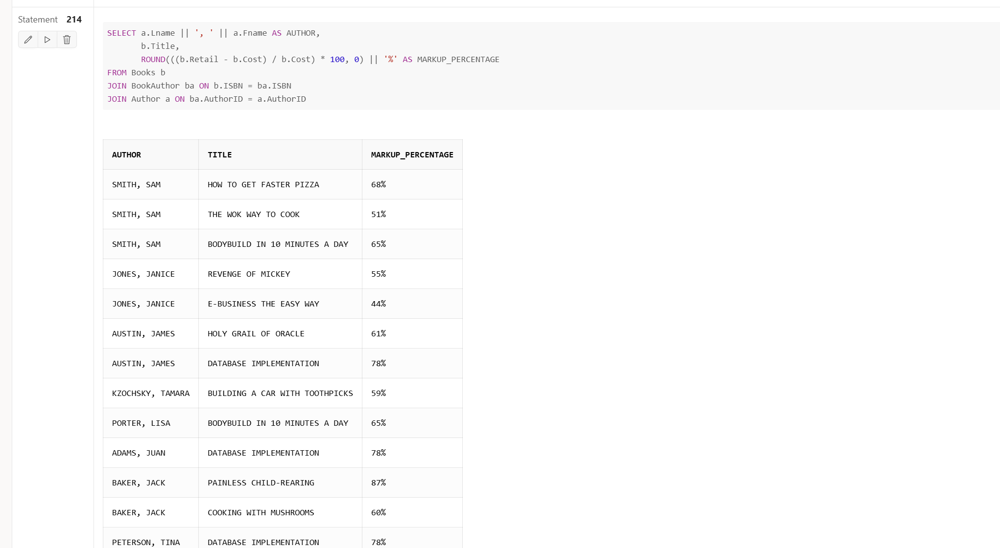 Statement 214
SELECT a.Lname || ', ' || a.Fname AS AUTHOR,
b.Title,
ROUND(((b.Retail - b.Cost) / b.Cost) * 100, 0) || '%' AS MARKUP_PERCENTAGE
FROM Books b
JOIN BookAuthor ba ON b.ISBN = ba.ISBN
JOIN Author a ON ba.AuthorID = a.AuthorID
AUTHOR TITLE MARKUP_PERCENTAGE
SMITH, SAM HOW TO GET FASTER PIZZA 68%
SMITH, SAM THE WOK WAY TO COOK 51%
SMITH, SAM BODYBUILD IN 10 MINUTES A DAY 65%
JONES, JANICE REVENGE OF MICKEY 55%
JONES, JANICE E-BUSINESS THE EASY WAY 44%
AUSTIN, JAMES HOLY GRAIL OF ORACLE 61%
AUSTIN, JAMES DATABASE IMPLEMENTATION 78%
KZOCHSKY, TAMARA BUILDING A CAR WITH TOOTHPICKS 59%
PORTER, LISA BODYBUILD IN 10 MINUTES A DAY 65%
ADAMS, JUAN DATABASE IMPLEMENTATION 78%
BAKER, JACK PAINLESS CHILD-REARING 87%
BAKER, JACK COOKING WITH MUSHROOMS 60%
PETERSON, TINA DATABASE IMPLEMENTATION 78%